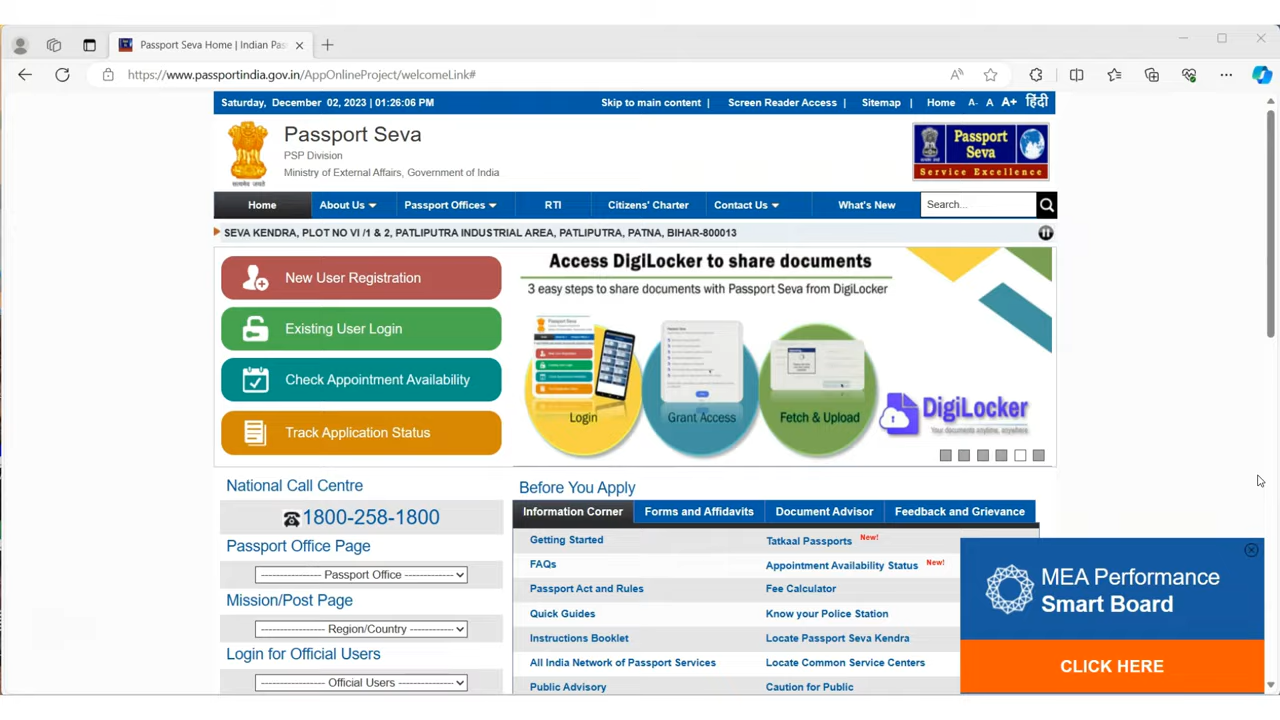 Passport Seva Home | Indian Pas
https://www.passportindia.gov.in/AppOnlineProject/welcomeLink#
Saturday, December 02, 2023 | 01:26:06 PM
Skip to main content | Screen Reader Access / Sitemap | Home A- A A+ हिंदी
Passport Seva
PSP Division
Ministry of External Affairs, Government of India
Passport
Seva
Service Excellence
Home About Us Passport Offices RTI Citizens' Charter Contact Us What's New Search...
SEVA KENDRA, PLOT NO VI /1 & 2, PATLIPUTRA INDUSTRIAL AREA, PATLIPUTRA, PATNA, BIHAR-800013
New User Registration
Existing User Login
Check Appointment Availability
Track Application Status
Access DigiLocker to share documents
3 easy steps to share documents with Passport Seva from DigiLocker
Login Grant Access Fetch & Upload
DigiLocker
Your documents anytime, anywhere
National Call Centre
1800-258-1800
Passport Office Page
---------------- Passport Office ----------------
Mission/Post Page
---------------- Region/Country ----------------
Login for Official Users
---------------- Official Users ----------------
Before You Apply
Information Corner Forms and Affidavits Document Advisor Feedback and Grievance
Getting Started Tatkaal Passports New!
FAQs Appointment Availability Status New!
Passport Act and Rules Fee Calculator
Quick Guides Know your Police Station
Instructions Booklet Locate Passport Seva Kendra
All India Network of Passport Services Locate Common Service Centers
Public Advisory Caution for Public
MEA Performance
Smart Board
CLICK HERE